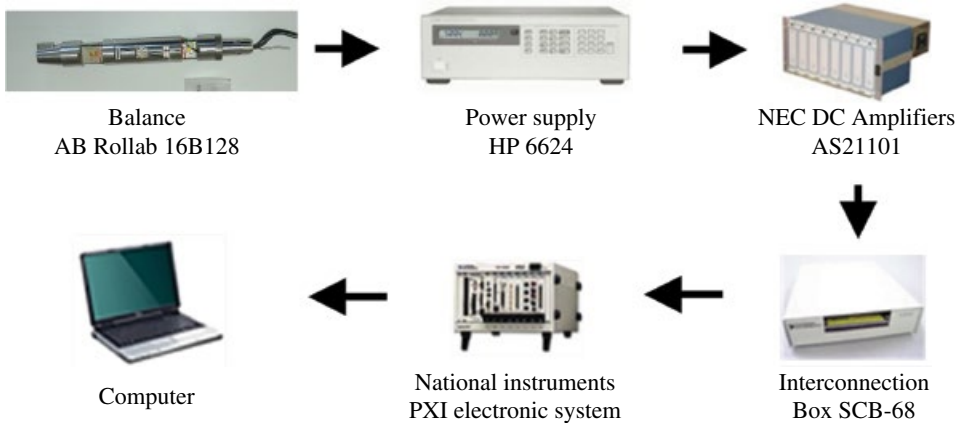 Balance
AB Rollab 16B128
Power supply
HP 6624
NEC DC Amplifiers
AS21101
Computer
National instruments
PXI electronic system
Interconnection
Box SCB-68